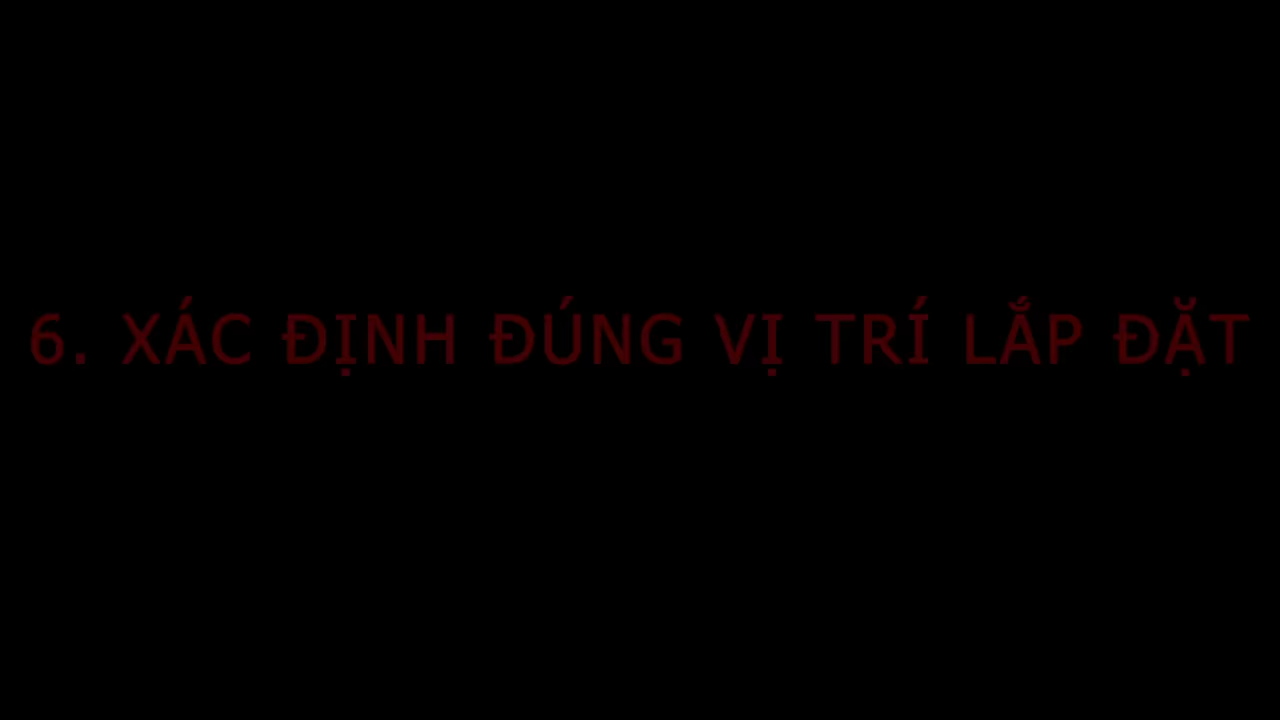 6. XÁC ĐỊNH ĐÚNG VỊ TRÍ LẮP ĐẶT